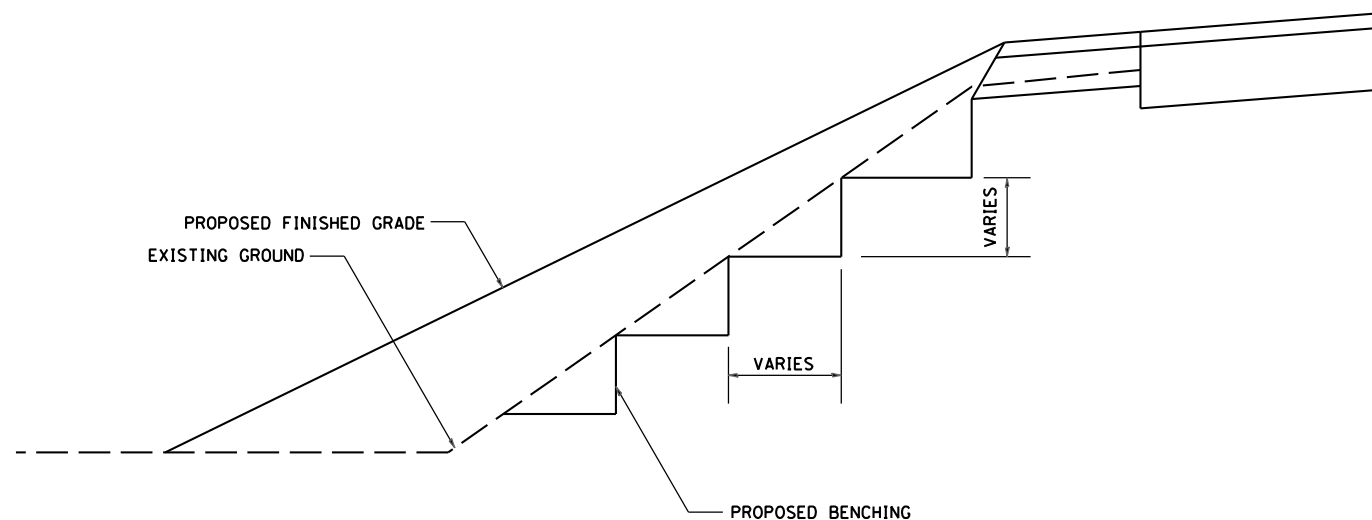 VARIES
PROPOSED FINISHED GRADE
EXISTING GROUND
VARIES
PROPOSED BENCHING